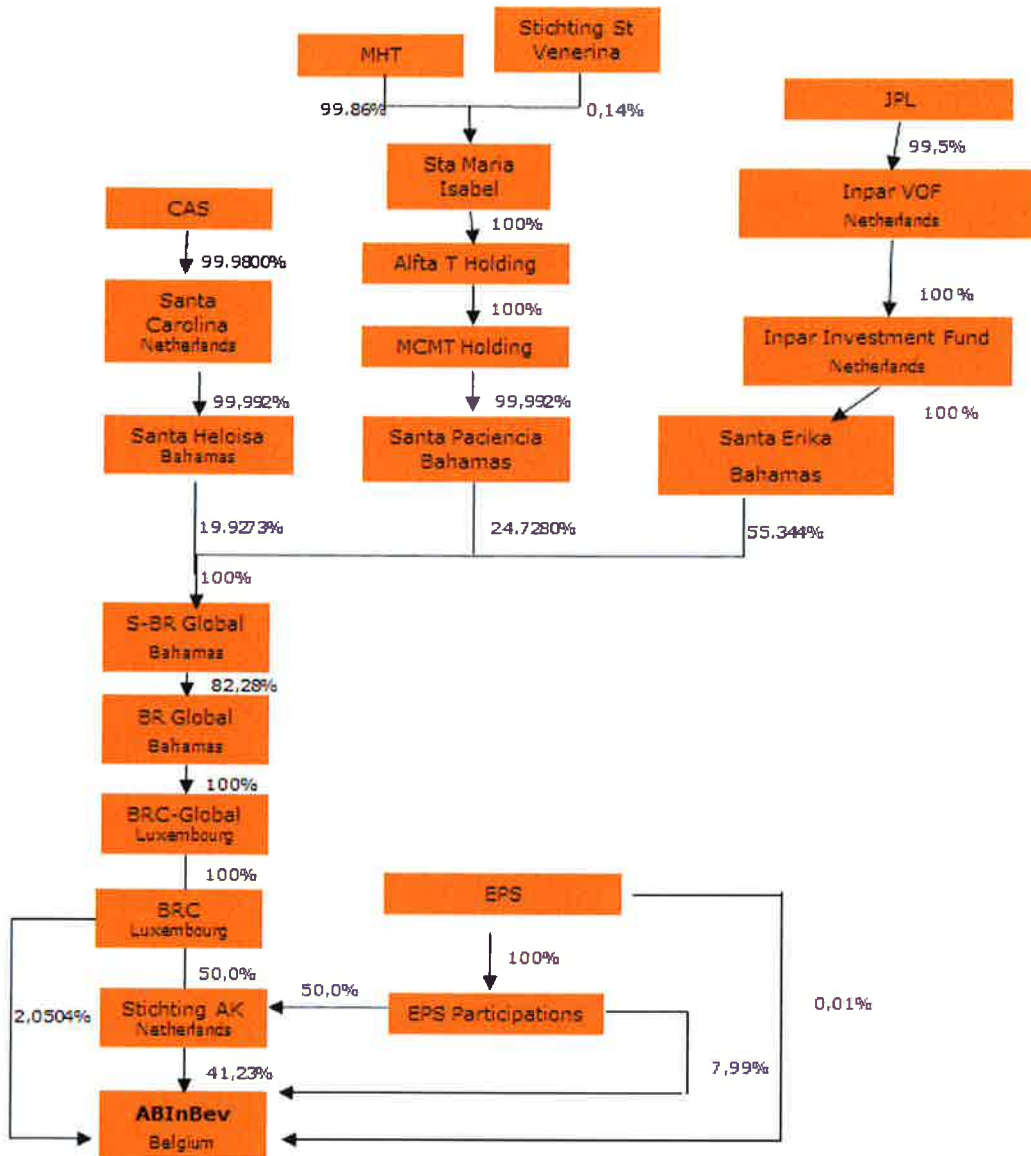 Stichting St
Venerina
MHT
99.86%
0,14%
JPL
99,5%
Sta Maria
Isabel
Inpar VOF
Netherlands
CAS
100%
99.9800%
Alfta T Holding
100%
100%
Santa
Carolina
Netherlands
MCMT Holding
Inpar Investment Fund
Netherlands
99,992%
99,992%
100%
Santa Heloisa
Bahamas
Santa Paciencia
Bahamas
Santa Erika
Bahamas
19.9273%
24.7280%
55.344%
100%
S-BR Global
Bahamas
82,28%
BR Global
Bahamas
100%
BRC-Global
Luxembourg
100%
EPS
BRC
Luxembourg
100%
50,0%
50,0%
0,01%
2,0504%
Stichting AK
Netherlands
EPS Participations
41,23%
7,99%
ABInBev
Belgium